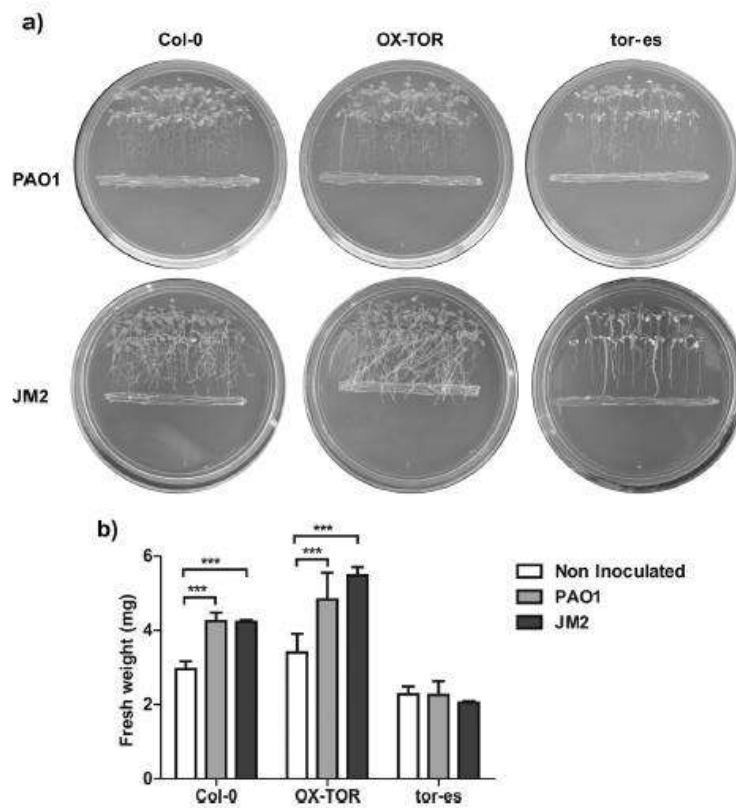 a)
Col-0 OX-TOR tor-es
PAO1
JM2
b)
*** ***
*** ***
6
4
2
0
Fresh weight (mg)
Non Inoculated
PAO1
JM2
Col-0 OX-TOR tor-es